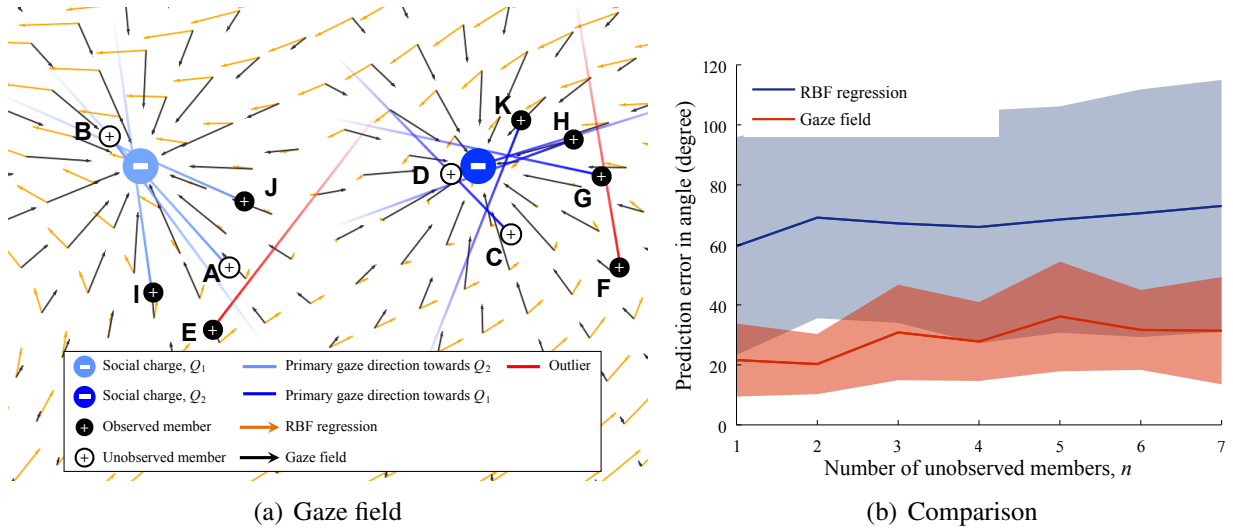 B
J
A
I
E
K
H
D
G
C
F
Social charge, Q1
Primary gaze direction towards Q2
Outlier
Social charge, Q2
Primary gaze direction towards Q1
Observed member
RBF regression
Unobserved member
Gaze field
(a) Gaze field
Prediction error in angle (degree)
120
100
80
60
40
20
0
RBF regression
Gaze field
1 2 3 4 5 6 7
Number of unobserved members, n
(b) Comparison